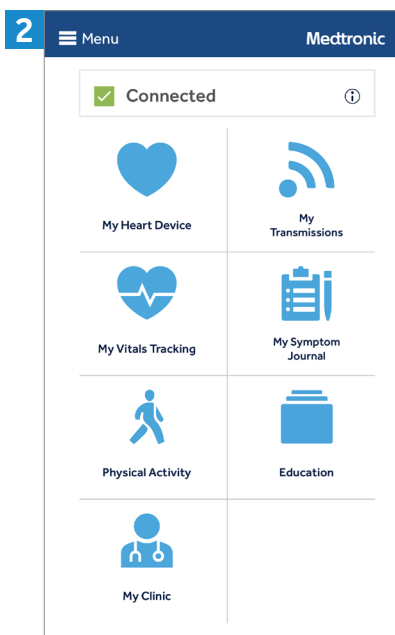 2
Menu
Medtronic
Connected
My Heart Device
My
Transmissions
My Vitals Tracking
My Symptom
Journal
Physical Activity
Education
My Clinic